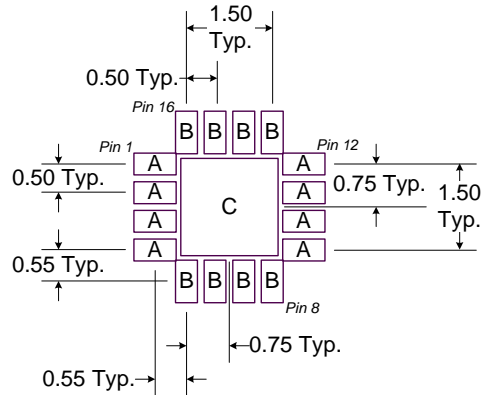 1.50
Typ.
0.50 Typ.
Pin 16
B B B B
Pin 1
Pin 12
A A
0.50 Typ.
A A
0.75 Typ.
C
1.50
Typ.
A A
0.55 Typ.
A A
B B B B
Pin 8
0.75 Typ.
0.55 Typ.